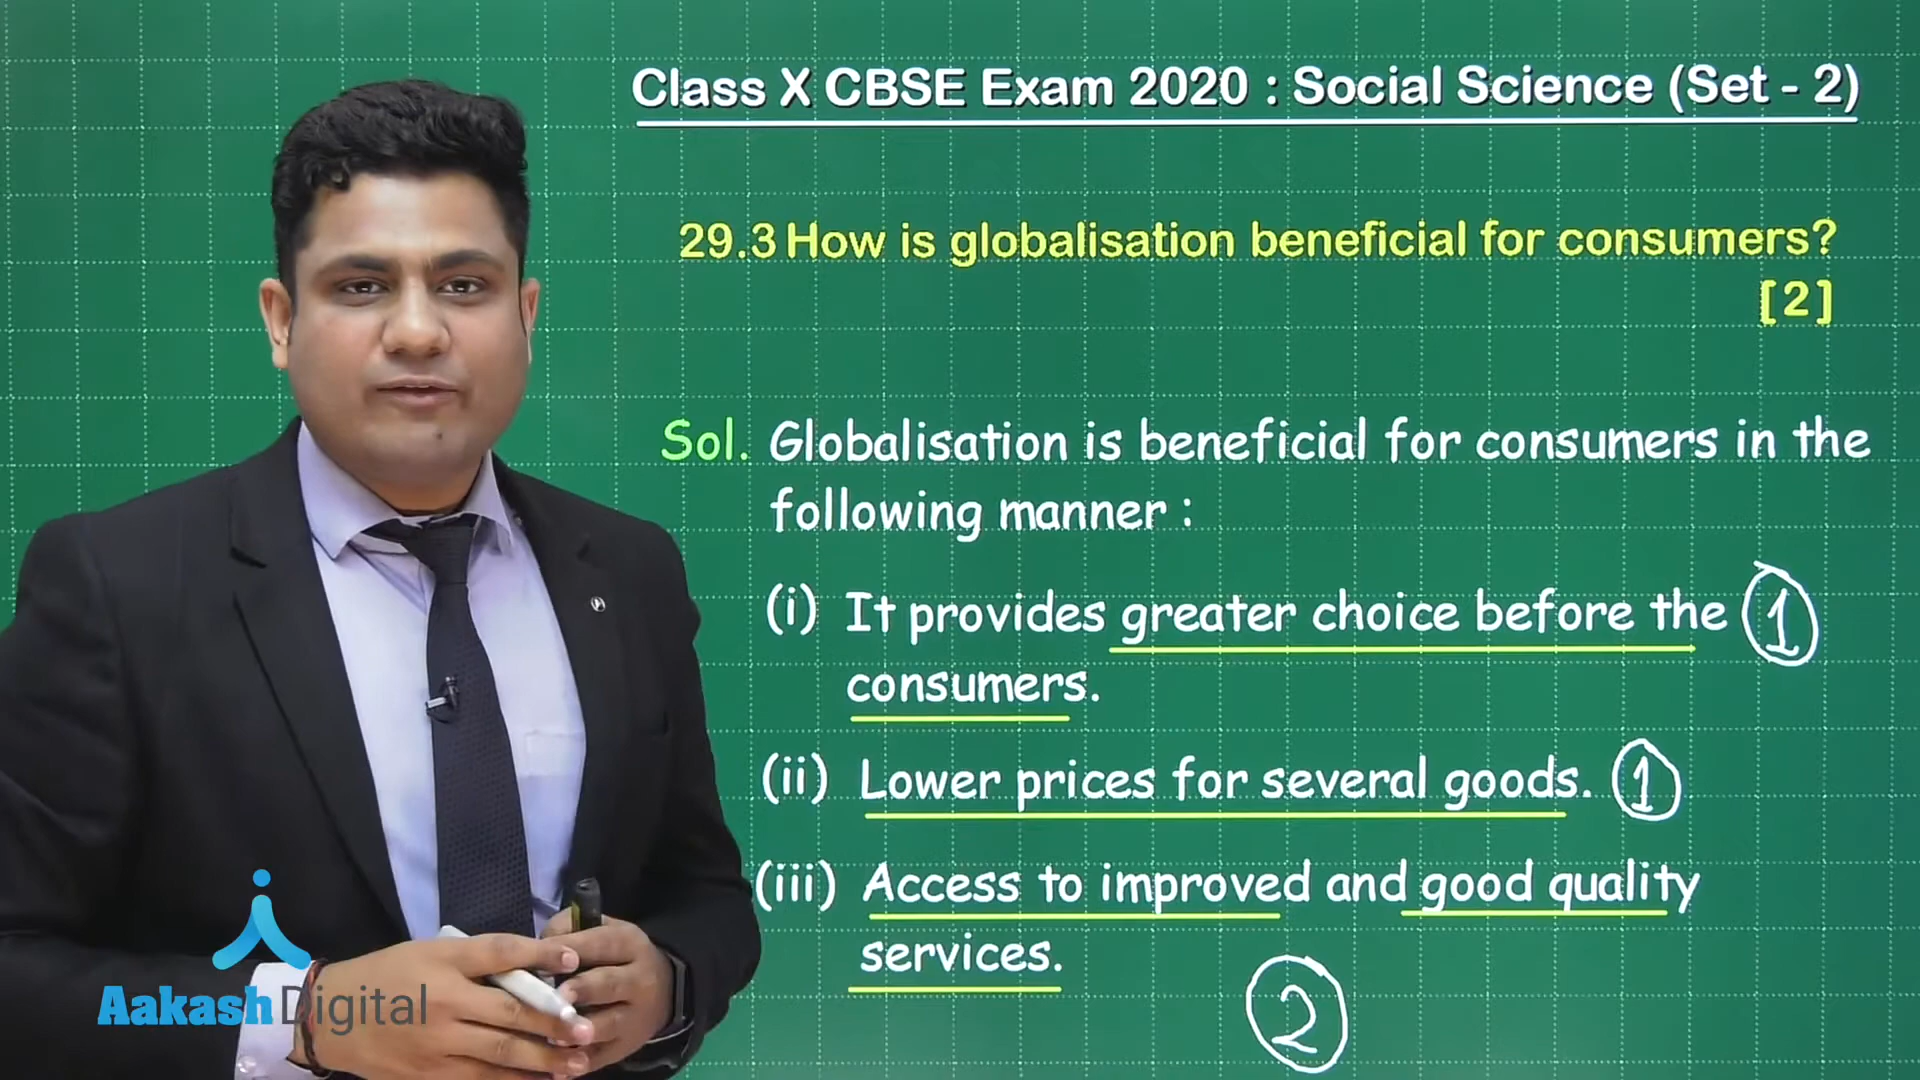 Class X CBSE Exam 2020 : Social Science (Set - 2)
29.3 How is globalisation beneficial for consumers?
[2]
Sol. Globalisation is beneficial for consumers in the
following manner :
(i) It provides greater choice before the 1
consumers.
(ii) Lower prices for several goods. 1
(iii) Access to improved and good quality
services.
2
Aakash Digital